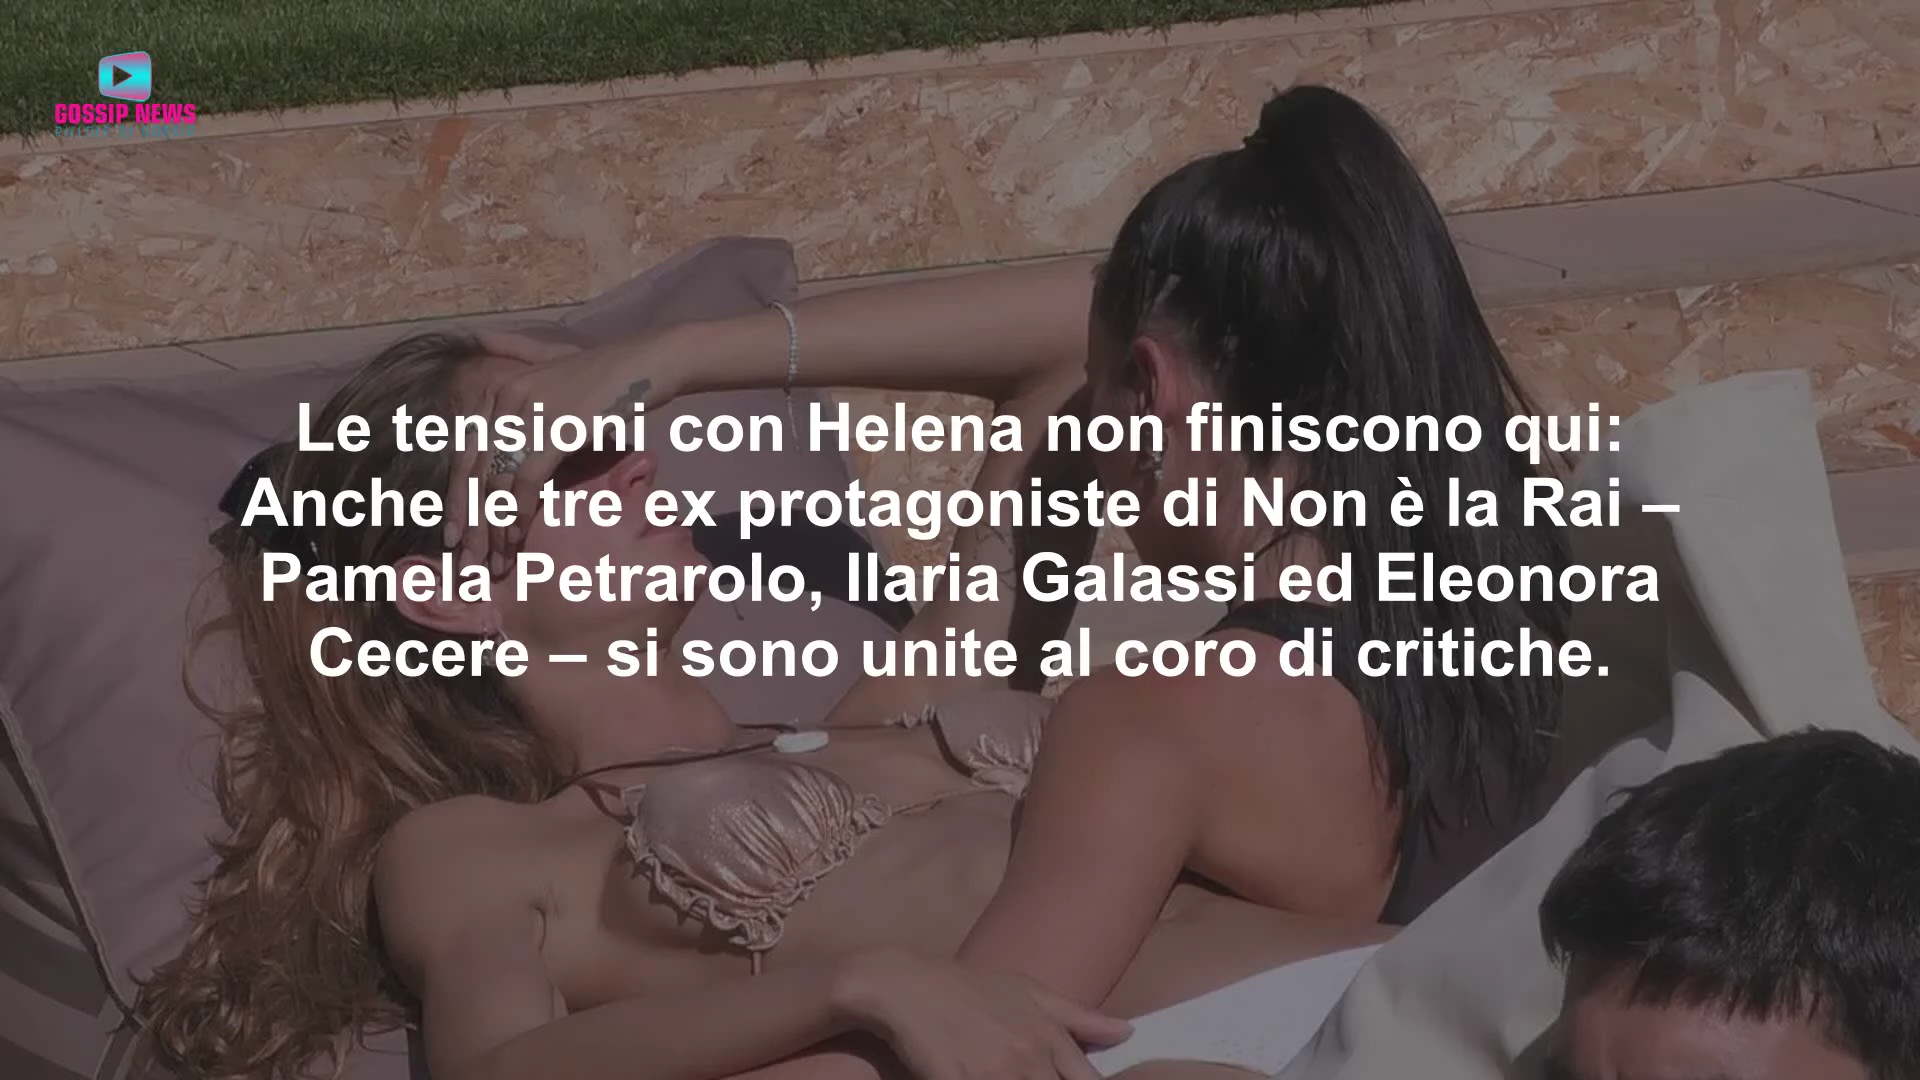 GOSSIP NEWS
Le tensioni con Helena non finiscono qui:
Anche le tre ex protagoniste di Non è la Rai –
Pamela Petrarolo, Ilaria Galassi ed Eleonora
Cecere – si sono unite al coro di critiche.